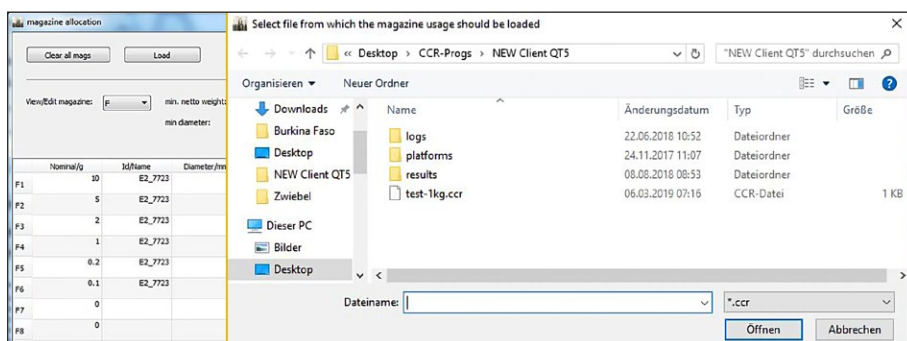 magazine allocation
Clear all mags
Load
View/Edit magazine:
F
min. netto weight:
min diameter:
Nominal/g Id/Name Diameter/mm
F1 10 E2_7723
F2 5 E2_7723
F3 2 E2_7723
F4 1 E2_7723
F5 0.2 E2_7723
F6 0.1 E2_7723
F7 0
F8 0
Select file from which the magazine usage should be loaded
« Desktop > CCR-Progs > NEW Client QT5
"NEW Client QT5" durchsuchen
Organisieren
Neuer Ordner
Downloads
Burkina Faso
Desktop
NEW Client QT5
Zwiebel
Dieser PC
Bilder
Desktop
Name Änderungsdatum Typ Größe
logs 22.06.2018 10:52 Dateiordner
platforms 24.11.2017 11:07 Dateiordner
results 08.08.2018 08:53 Dateiordner
test-1kg.ccr 06.03.2019 07:16 CCR-Datei 1 KB
Dateiname:
*.ccr
Öffnen
Abbrechen